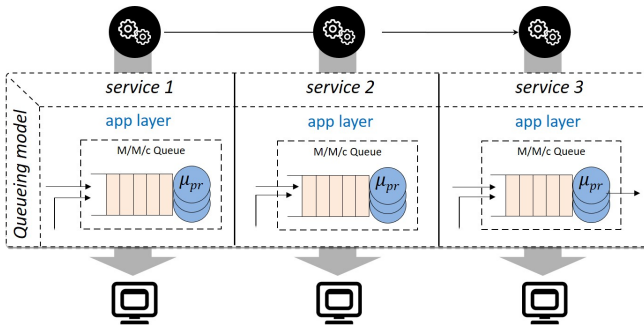 service 1
service 2
service 3
Queueing model
app layer
app layer
app layer
M/M/c Queue
M/M/c Queue
M/M/c Queue
μpr
μpr
μpr